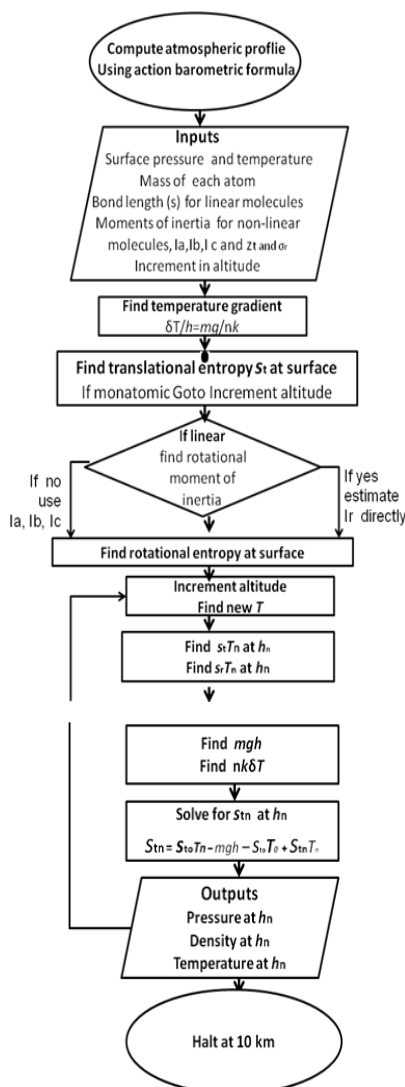 Compute atmospheric proflie
Using action barometric formula
Inputs
Surface pressure and temperature
Mass of each atom
Bond length (s) for linear molecules
Moments of inertia for non-linear
molecules, Ia,Ib,I c and zt and σr
Increment in altitude
Find temperature gradient
δT/h=mg/nk
Find translational entropy St at surface
If monatomic Goto Increment altitude
If linear
find rotational
moment of
inertia
If no
use
Ia, Ib, Ic
If yes
estimate
Ir directly
Find rotational entropy at surface
Increment altitude
Find new T
Find stTn at hn
Find srTn at hn
Find mgh
Find nkδT
Solve for stn at hn
Stn = StoTn – mgh – StoT0 + StnTn
Outputs
Pressure at hn
Density at hn
Temperature at hn
Halt at 10 km